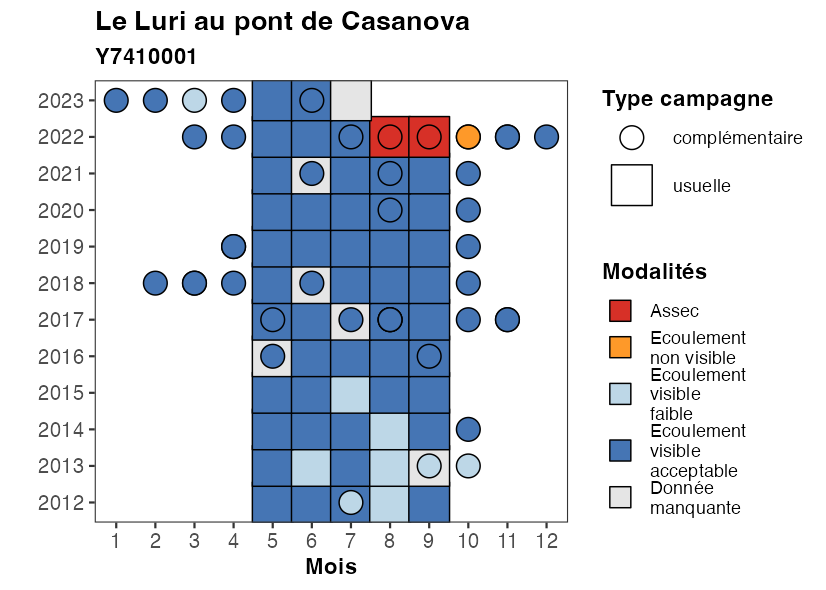 Le Luri au pont de Casanova
Y7410001
2023
2022
2021
2020
2019
2018
2017
2016
2015
2014
2013
2012
1 2 3 4 5 6 7 8 9 10 11 12
Mois
Type campagne
complémentaire
usuelle
Modalités
Assec
Ecoulement
non visible
Ecoulement
visible
faible
Ecoulement
visible
acceptable
Donnée
manquante